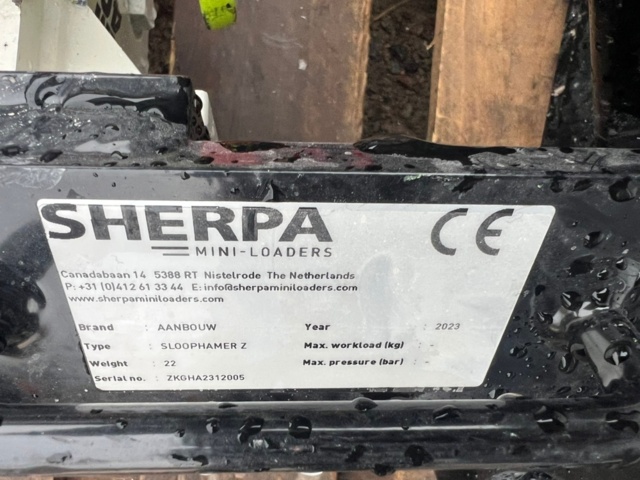 SHERPA
MINI-LOADERS
CE
Canadabaan 14 5388 RT Nistelrode The Netherlands
P: +31 (0)412 61 33 44 E: info@sherpaminiloaders.com
www.sherpaminiloaders.com
Brand : AANBOUW Year : 2023
Type : SLOOPHAMER Z Max. workload (kg) : -
Weight : 22 Max. pressure (bar) : -
Serial no. : ZKGHA2312005